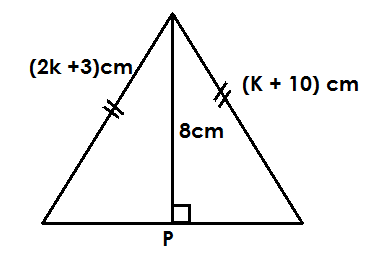 (2k +3)cm
(K + 10) cm
8cm
P